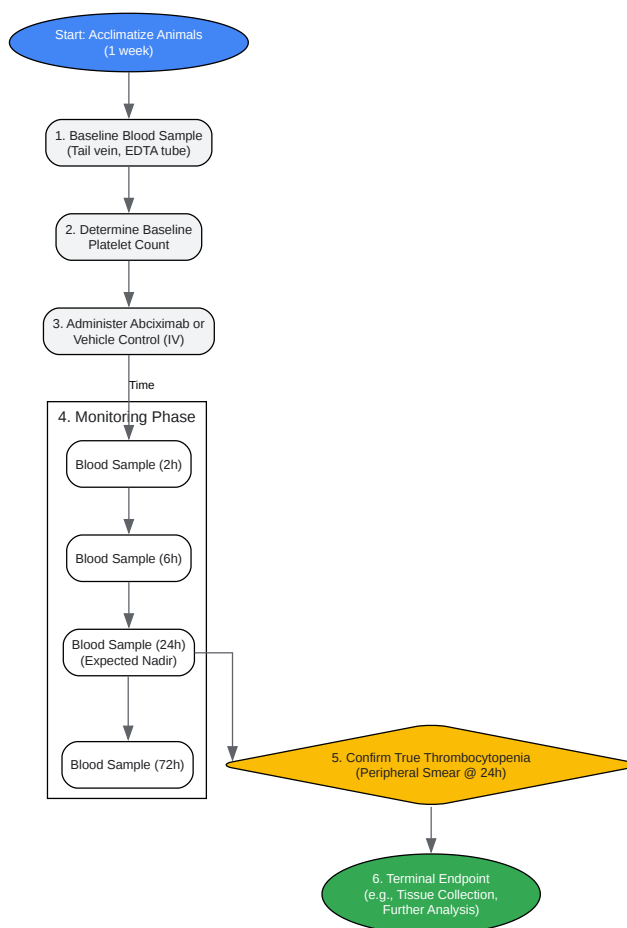 Start: Acclimatize Animals
(1 week)
1. Baseline Blood Sample
(Tail vein, EDTA tube)
2. Determine Baseline
Platelet Count
3. Administer Abciximab or
Vehicle Control (IV)
Time
4. Monitoring Phase
Blood Sample (2h)
Blood Sample (6h)
Blood Sample (24h)
(Expected Nadir)
Blood Sample (72h)
5. Confirm True Thrombocytopenia
(Peripheral Smear @ 24h)
6. Terminal Endpoint
(e.g., Tissue Collection,
Further Analysis)